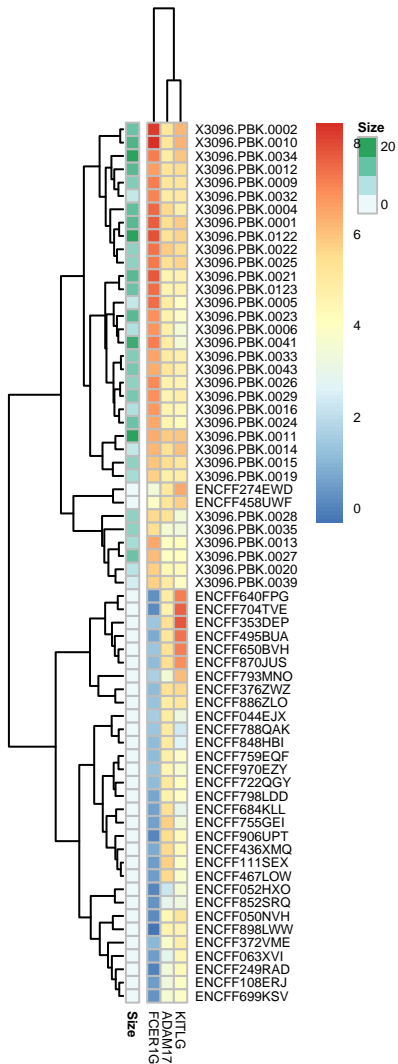 X3096.PBK.0002
X3096.PBK.0010
X3096.PBK.0034
X3096.PBK.0012
X3096.PBK.0009
X3096.PBK.0032
X3096.PBK.0004
X3096.PBK.0001
X3096.PBK.0122
X3096.PBK.0022
X3096.PBK.0025
X3096.PBK.0021
X3096.PBK.0123
X3096.PBK.0005
X3096.PBK.0023
X3096.PBK.0006
X3096.PBK.0041
X3096.PBK.0033
X3096.PBK.0043
X3096.PBK.0026
X3096.PBK.0029
X3096.PBK.0016
X3096.PBK.0024
X3096.PBK.0011
X3096.PBK.0014
X3096.PBK.0015
X3096.PBK.0019
ENCFF274EWD
ENCFF458UWF
X3096.PBK.0028
X3096.PBK.0035
X3096.PBK.0013
X3096.PBK.0027
X3096.PBK.0020
X3096.PBK.0039
ENCFF640FPG
ENCFF704TVE
ENCFF353DEP
ENCFF495BUA
ENCFF650BVH
ENCFF870JUS
ENCFF793MNO
ENCFF376ZWZ
ENCFF886ZLO
ENCFF044EJX
ENCFF788QAK
ENCFF848HBI
ENCFF759EQF
ENCFF970EZY
ENCFF722QGY
ENCFF798LDD
ENCFF684KLL
ENCFF755GEI
ENCFF906UPT
ENCFF436XMQ
ENCFF111SEX
ENCFF467LOW
ENCFF052HXO
ENCFF852SRQ
ENCFF050NVH
ENCFF898LWW
ENCFF372VME
ENCFF063XVI
ENCFF249RAD
ENCFF108ERJ
ENCFF699KSV
8
6
4
2
0
Size
20
0
Size
FCER1G
ADAM17
KITLG